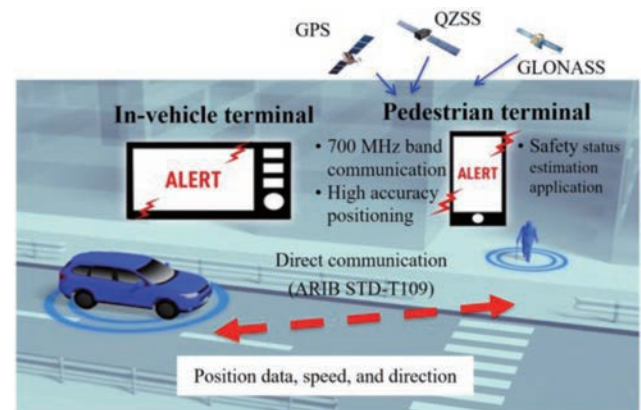 GPS
QZSS
GLONASS
In-vehicle terminal
Pedestrian terminal
ALERT
• 700 MHz band
communication
• High accuracy
positioning
ALERT
• Safety status
estimation
application
Direct communication
(ARIB STD-T109)
Position data, speed, and direction